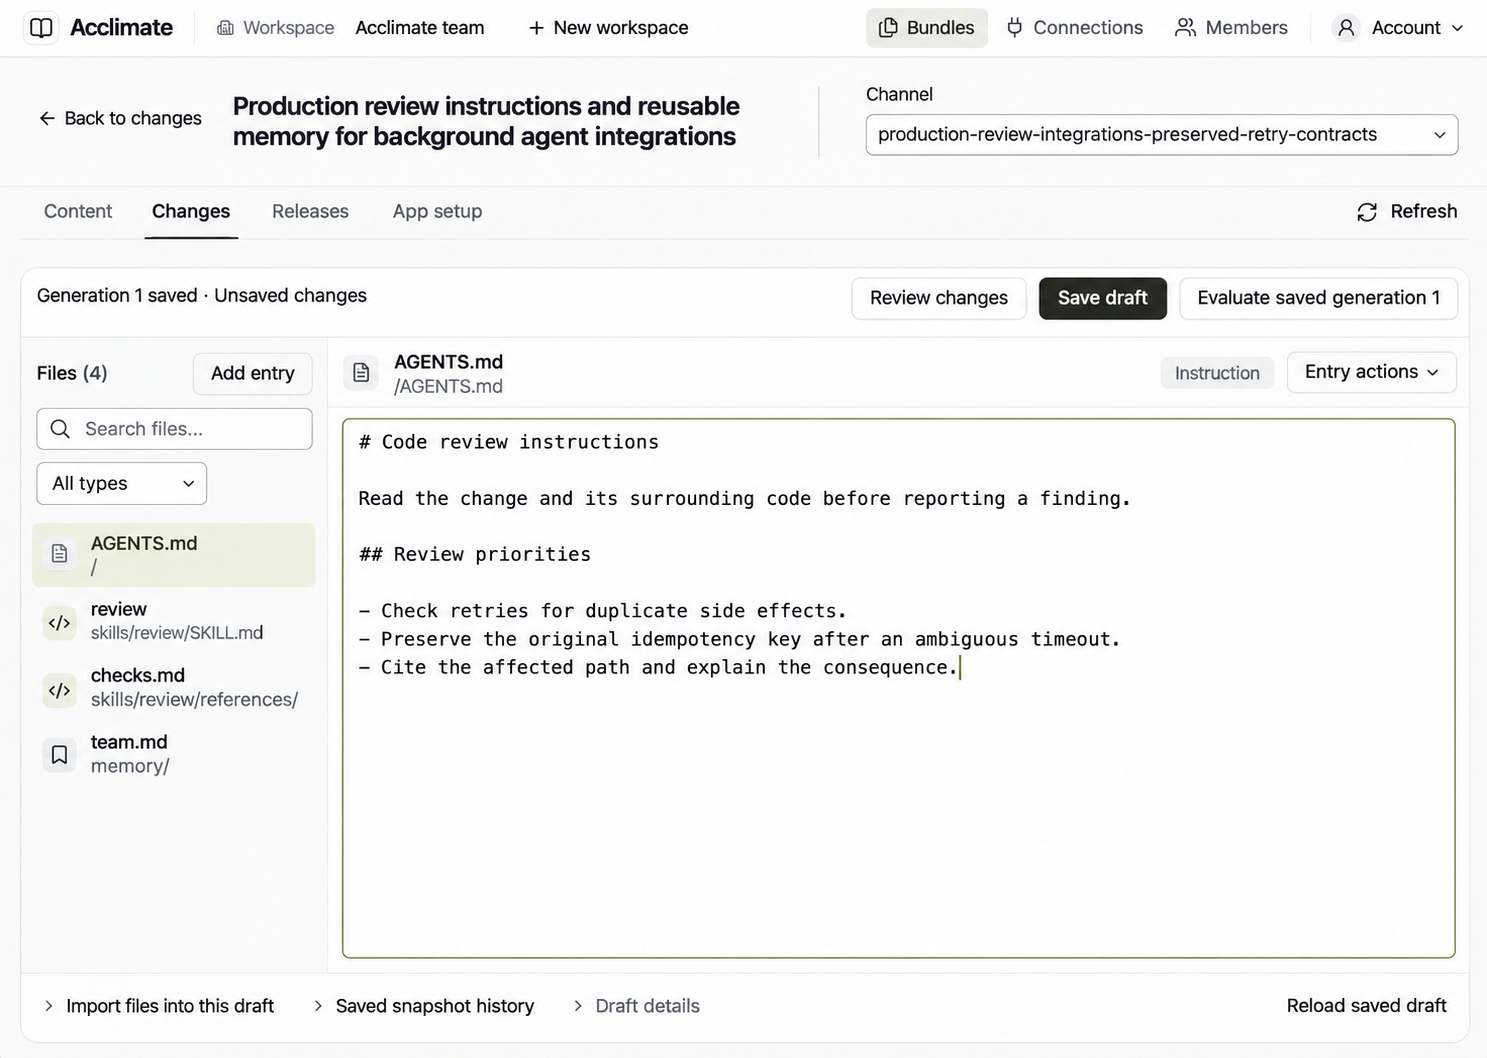 Acclimate
Workspace
Acclimate team
+ New workspace
Bundles
Connections
Members
Account
← Back to changes
Production review instructions and reusable
memory for background agent integrations
Channel
production-review-integrations-preserved-retry-contracts
Content
Changes
Releases
App setup
Refresh
Generation 1 saved · Unsaved changes
Review changes
Save draft
Evaluate saved generation 1
Files (4)
Add entry
Search files...
All types
AGENTS.md
/
review
skills/review/SKILL.md
checks.md
skills/review/references/
team.md
memory/
AGENTS.md
/AGENTS.md
Instruction
Entry actions
# Code review instructions
Read the change and its surrounding code before reporting a finding.
## Review priorities
- Check retries for duplicate side effects.
- Preserve the original idempotency key after an ambiguous timeout.
- Cite the affected path and explain the consequence.
Import files into this draft
Saved snapshot history
Draft details
Reload saved draft